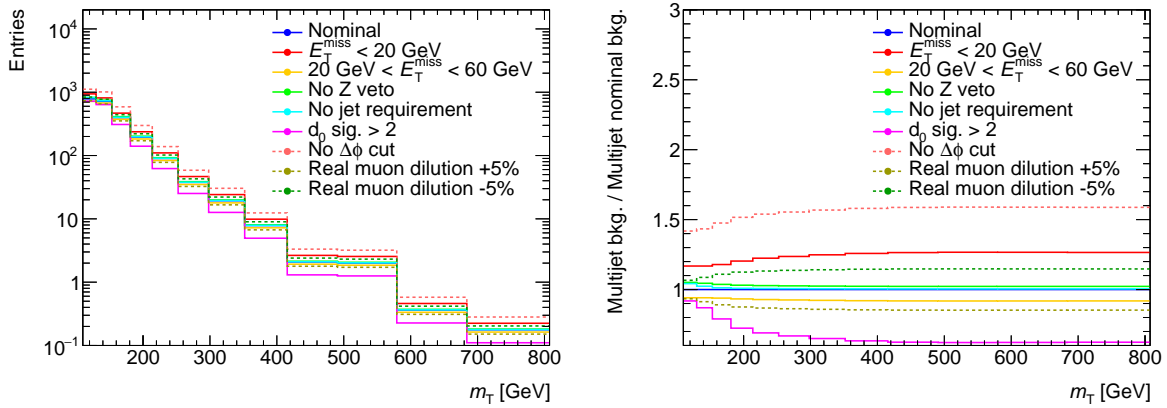 Entries
10⁴
10³
10²
10
1
10⁻¹
Nominal
E_T^miss < 20 GeV
20 GeV < E_T^miss < 60 GeV
No Z veto
No jet requirement
d₀ sig. > 2
No Δϕ cut
Real muon dilution +5%
Real muon dilution -5%
200 300 400 500 600 700 800
m_T [GeV]
Multijet bkg. / Multijet nominal bkg.
3
2.5
2
1.5
1
Nominal
E_T^miss < 20 GeV
20 GeV < E_T^miss < 60 GeV
No Z veto
No jet requirement
d₀ sig. > 2
No Δϕ cut
Real muon dilution +5%
Real muon dilution -5%
200 300 400 500 600 700 800
m_T [GeV]